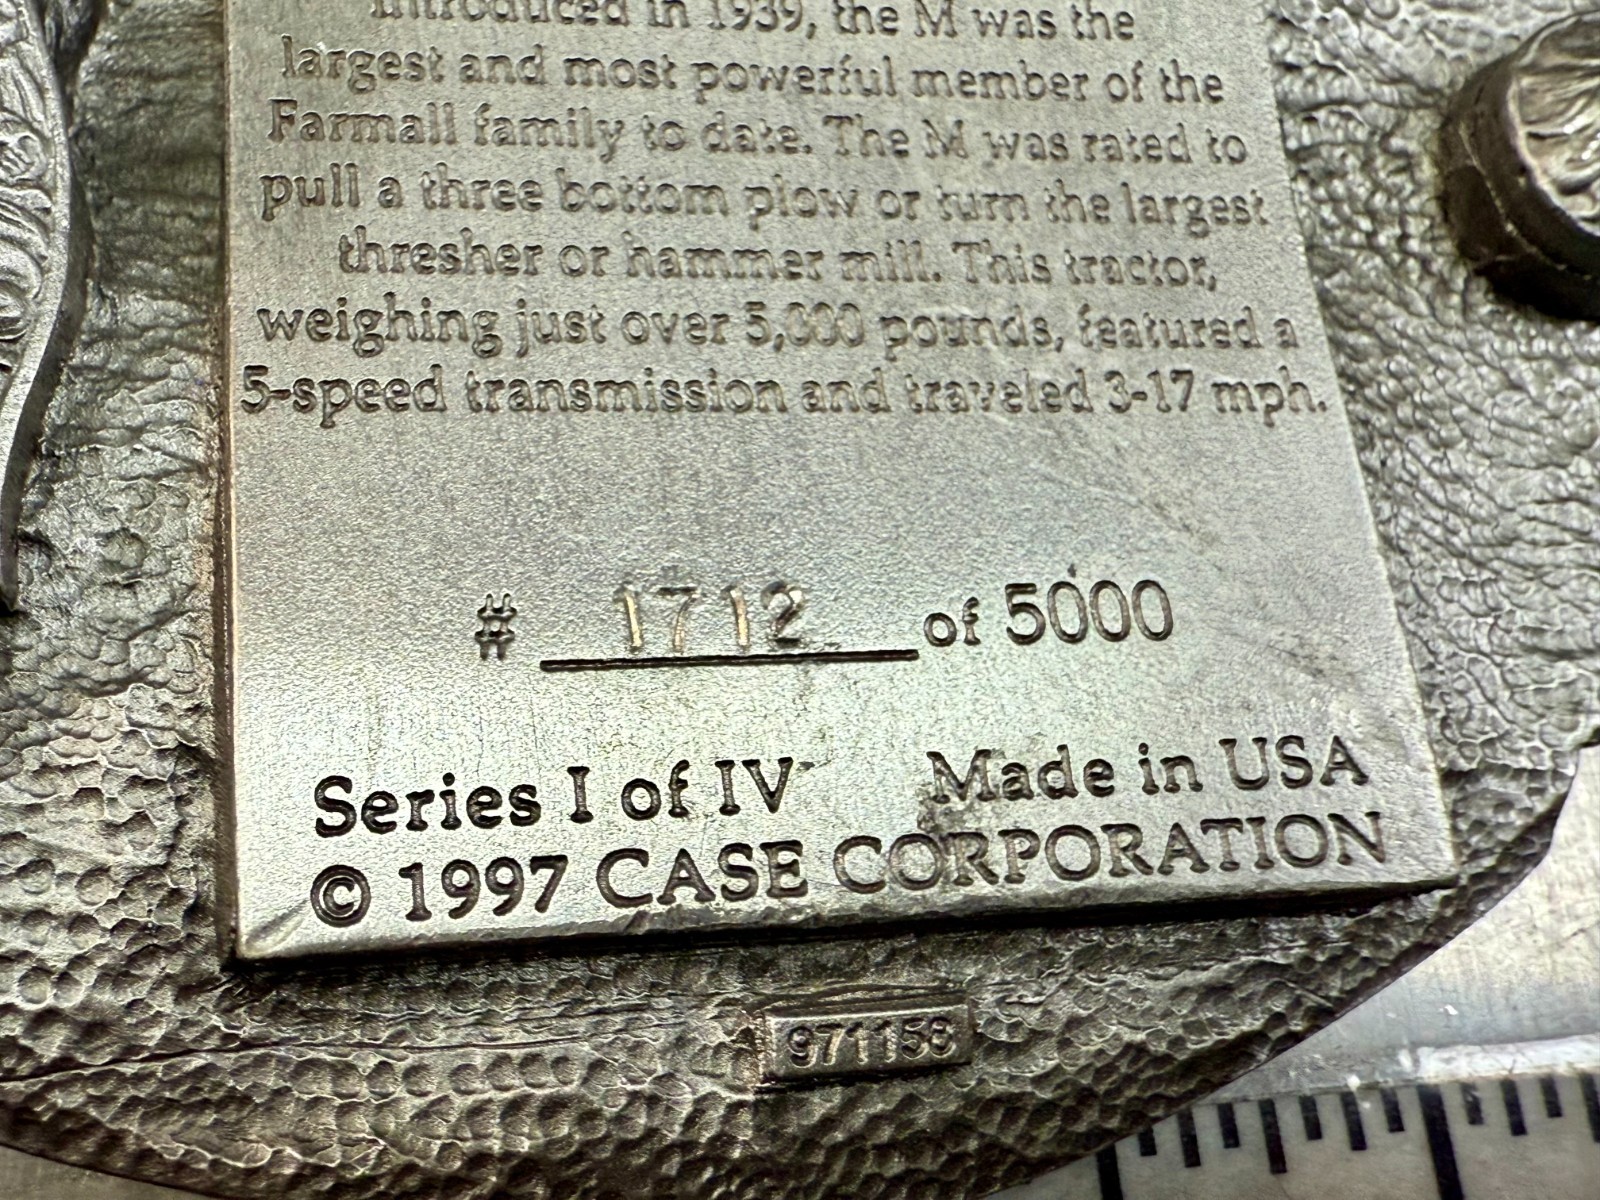 introduced in 1939, the M was the
largest and most powerful member of the
Farmall family to date. The M was rated to
pull a three bottom plow or turn the largest
thresher or hammer mill. This tractor,
weighing just over 5,000 pounds, featured a
5-speed transmission and traveled 3-17 mph.
# 1712 of 5000
Series I of IV Made in USA
© 1997 CASE CORPORATION
971158